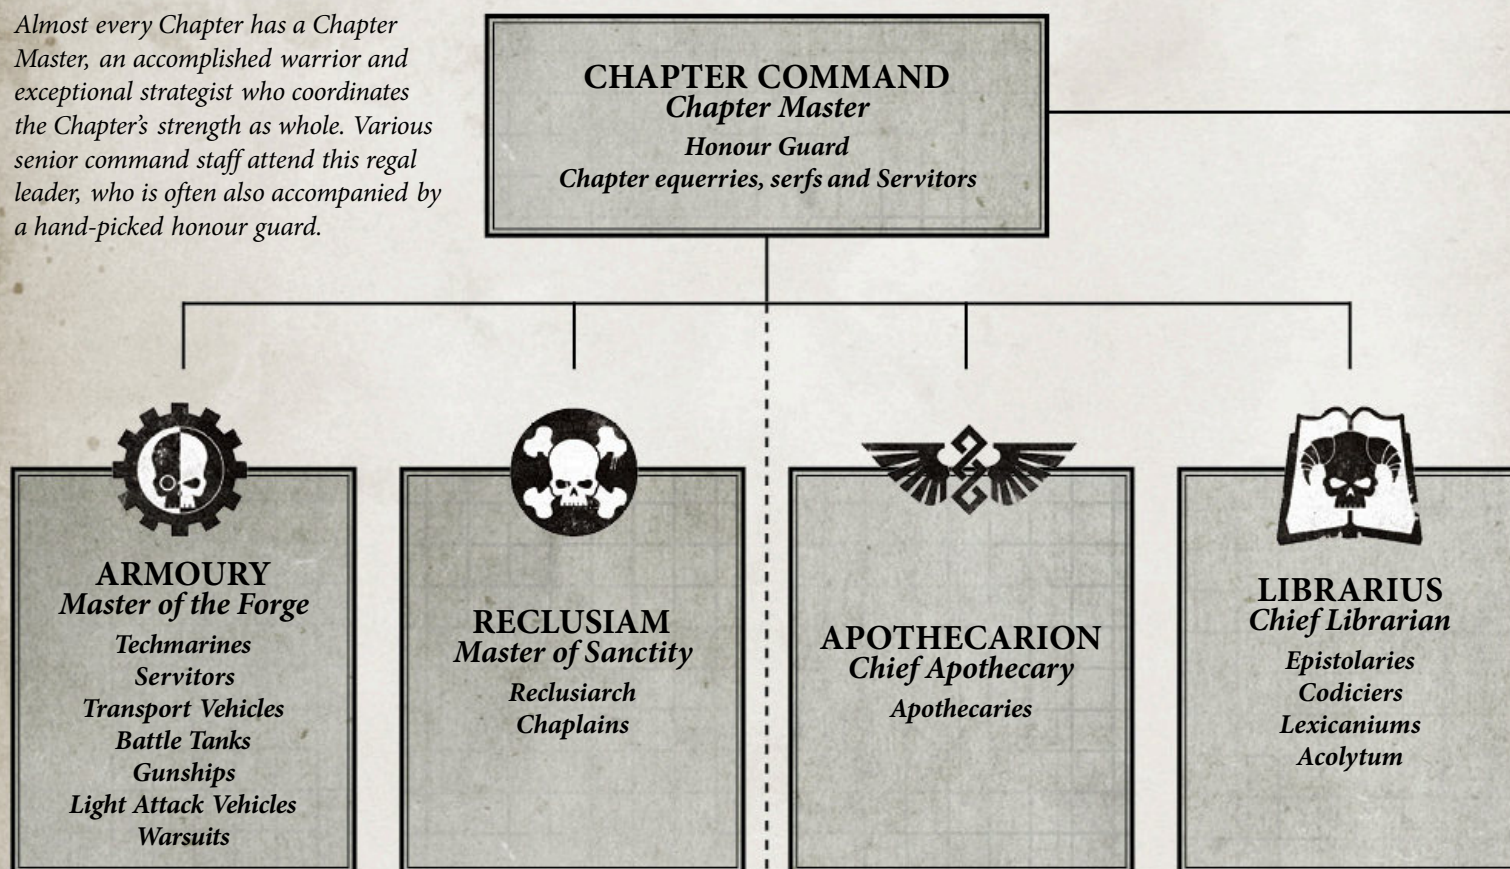 Almost every Chapter has a Chapter
Master, an accomplished warrior and
exceptional strategist who coordinates
the Chapter's strength as whole. Various
senior command staff attend this regal
leader, who is often also accompanied by
a hand-picked honour guard.
CHAPTER COMMAND
Chapter Master
Honour Guard
Chapter equerries, serfs and Servitors
ARMOURY
Master of the Forge
Techmarines
Servitors
Transport Vehicles
Battle Tanks
Gunships
Light Attack Vehicles
Warsuits
RECLUSIAM
Master of Sanctity
Reclusiarch
Chaplains
APOTHECARION
Chief Apothecary
Apothecaries
LIBRARIUS
Chief Librarian
Epistolaries
Codiciers
Lexicaniums
Acolytum